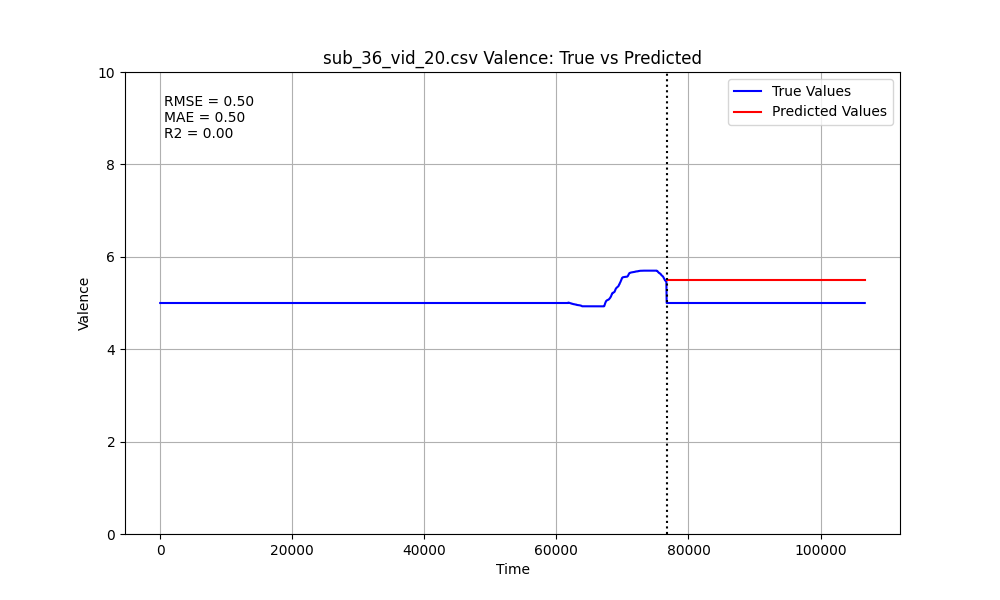 sub_36_vid_20.csv Valence: True vs Predicted
RMSE = 0.50
MAE = 0.50
R2 = 0.00
True Values
Predicted Values
10
8
6
4
2
0
Valence
0 20000 40000 60000 80000 100000
Time